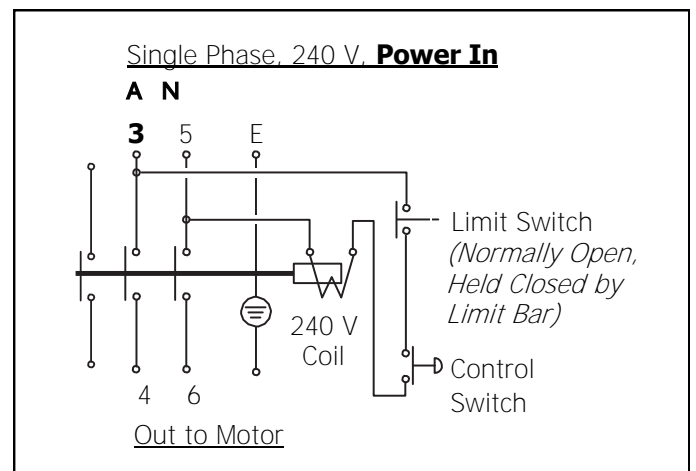 Single Phase, 240 V, Power In
A N
3 5 E
Limit Switch
(Normally Open,
Held Closed by
Limit Bar)
240 V
Coil
Control
Switch
4 6
Out to Motor